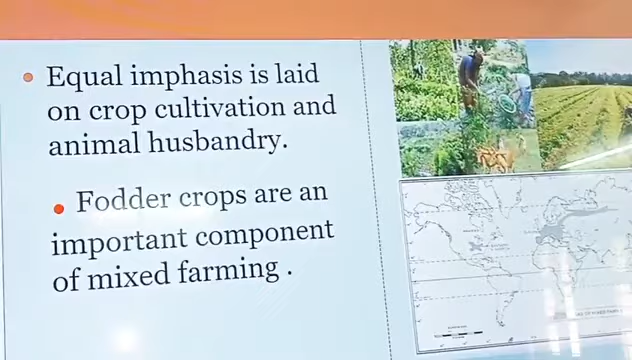 Equal imphasis is laid
on crop cultivation and
animal husbandry.
Fodder crops are an
important component
of mixed farming .